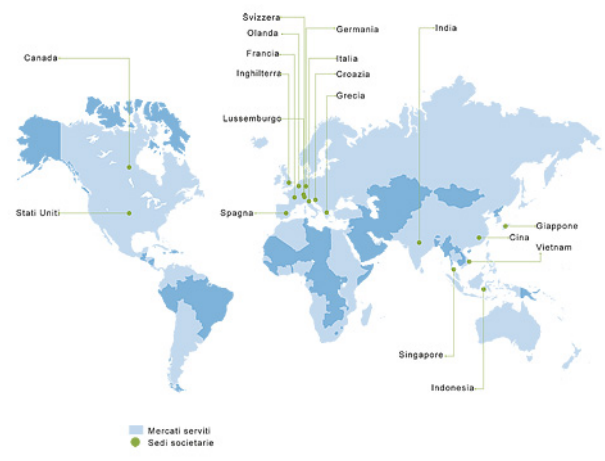 Svizzera
Olanda
Germania
India
Francia
Canada
Italia
Inghilterra
Croazia
Grecia
Lussemburgo
Stati Uniti
Spagna
Giappone
Cina
Vietnam
Singapore
Indonesia
Mercati serviti
Sedi societarie